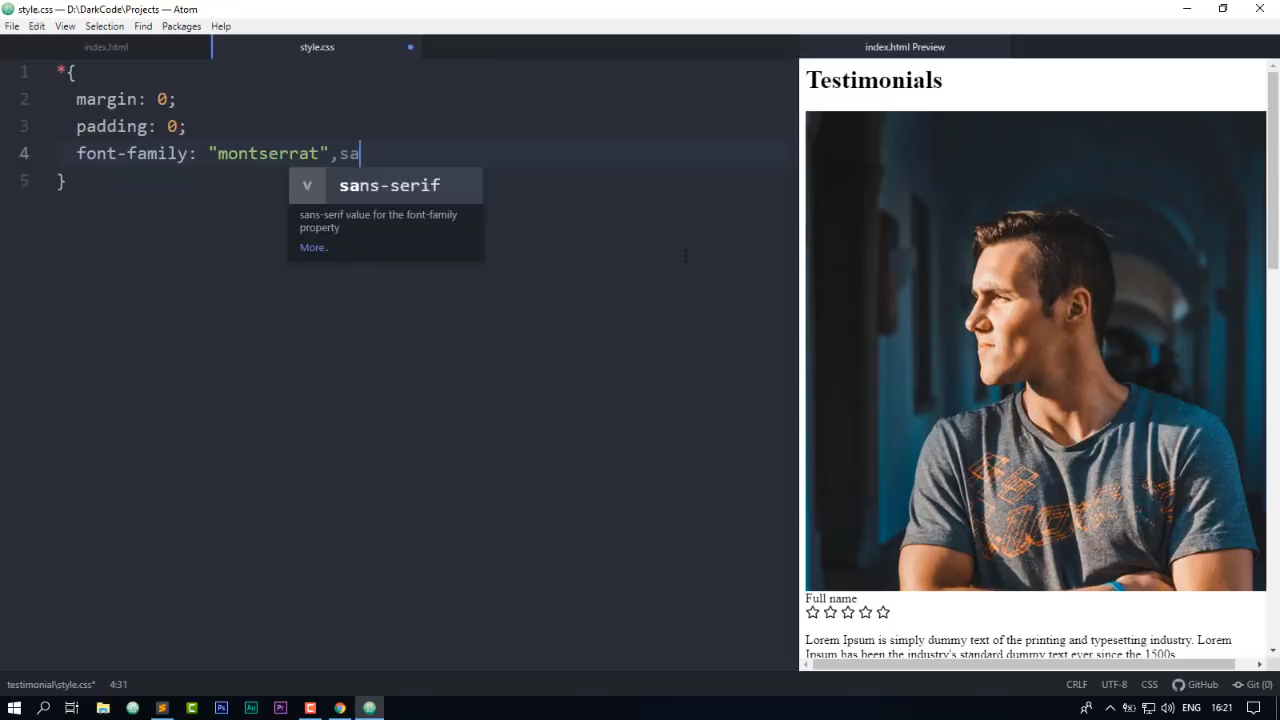 style.css — D:\DarkCode\Projects — Atom
File Edit View Selection Find Packages Help
index.html
style.css
index.html Preview
1 *{
2 margin: 0;
3 padding: 0;
4 font-family: "montserrat",sa
5 }
v sans-serif
sans-serif value for the font-family
property
More..
Testimonials
Full name
Lorem Ipsum is simply dummy text of the printing and typesetting industry. Lorem
Ipsum has been the industry's standard dummy text ever since the 1500s
testimonial\style.css* 4:31
CRLF UTF-8 CSS GitHub Git (0)
Ps Au Pr
ENG 16:21